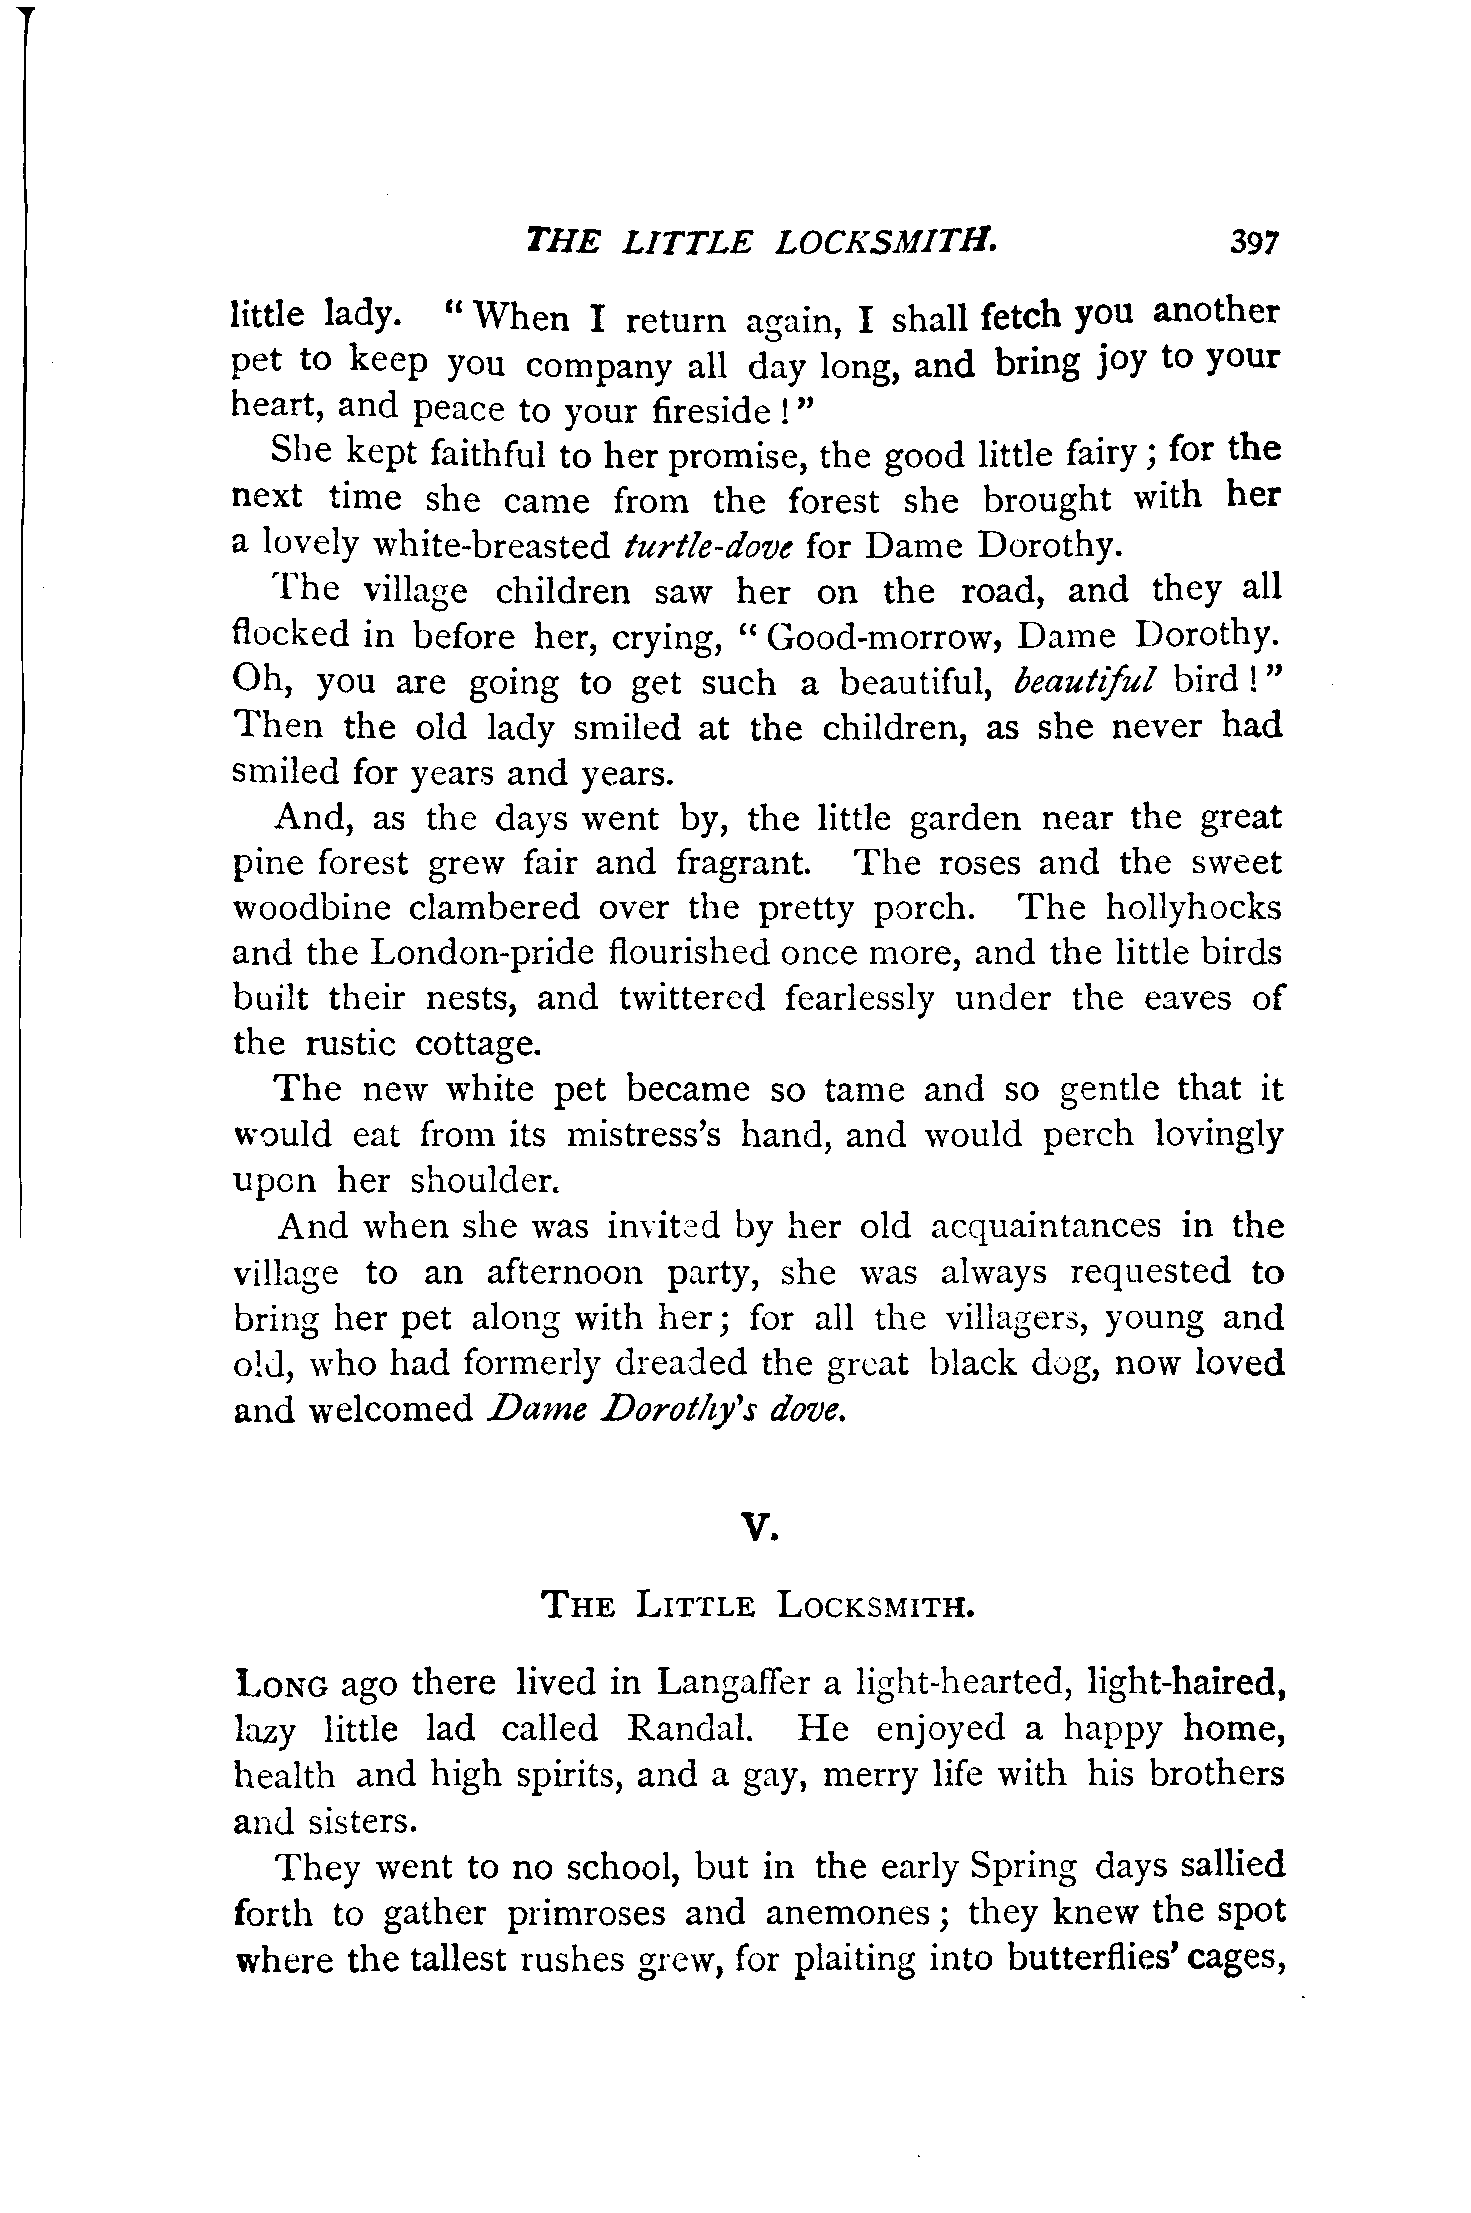 THE LITTLE LOCKSMITH. 397
little lady. “ When I return again, I shall fetch you another
pet to keep you company all day long, and bring joy to your
heart, and peace to your fireside ! ”
She kept faithful to her promise, the good little fairy ; for the
next time she came from the forest she brought with her
a lovely white-breasted turtle-dove for Dame Dorothy.
The village children saw her on the road, and they all
flocked in before her, crying, “ Good-morrow, Dame Dorothy.
Oh, you are going to get such a beautiful, beautiful bird ! ”
Then the old lady smiled at the children, as she never had
smiled for years and years.
And, as the days went by, the little garden near the great
pine forest grew fair and fragrant. The roses and the sweet
woodbine clambered over the pretty porch. The hollyhocks
and the London-pride flourished once more, and the little birds
built their nests, and twittered fearlessly under the eaves of
the rustic cottage.
The new white pet became so tame and so gentle that it
would eat from its mistress’s hand, and would perch lovingly
upon her shoulder.
And when she was invited by her old acquaintances in the
village to an afternoon party, she was always requested to
bring her pet along with her ; for all the villagers, young and
old, who had formerly dreaded the great black dog, now loved
and welcomed Dame Dorothy’s dove.
V.
THE LITTLE LOCKSMITH.
LONG ago there lived in Langaffer a light-hearted, light-haired,
lazy little lad called Randal. He enjoyed a happy home,
health and high spirits, and a gay, merry life with his brothers
and sisters.
They went to no school, but in the early Spring days sallied
forth to gather primroses and anemones ; they knew the spot
where the tallest rushes grew, for plaiting into butterflies’ cages,